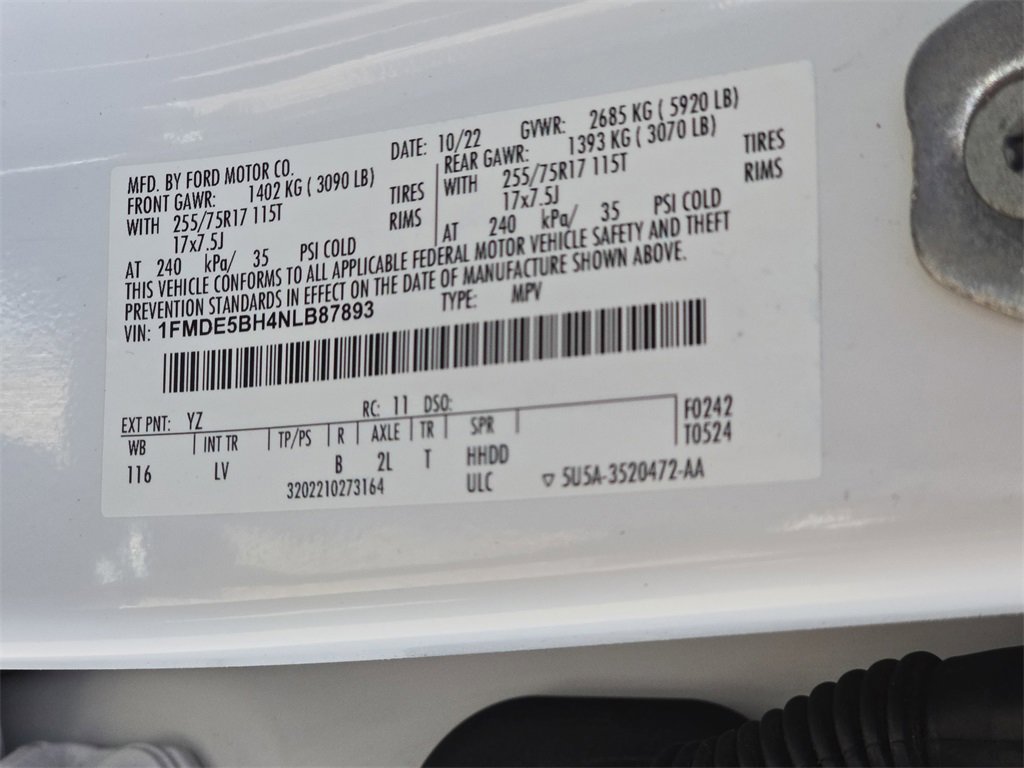 MFD. BY FORD MOTOR CO. DATE: 10/22 GVWR: 2685 KG ( 5920 LB)
FRONT GAWR: 1402 KG ( 3090 LB) REAR GAWR: 1393 KG ( 3070 LB)
WITH 255/75R17 115T TIRES WITH 255/75R17 115T TIRES
17x7.5J RIMS 17x7.5J RIMS
AT 240 kPa/ 35 PSI COLD AT 240 kPa/ 35 PSI COLD
THIS VEHICLE CONFORMS TO ALL APPLICABLE FEDERAL MOTOR VEHICLE SAFETY AND THEFT
PREVENTION STANDARDS IN EFFECT ON THE DATE OF MANUFACTURE SHOWN ABOVE.
VIN: 1FMDE5BH4NLB87893 TYPE: MPV
EXT PNT: YZ RC: 11 DSO: F0242
WB INT TR TP/PS R AXLE TR SPR T0524
116 LV B 2L T HHDD
3202210273164 ULC ▽ 5U5A-3520472-AA